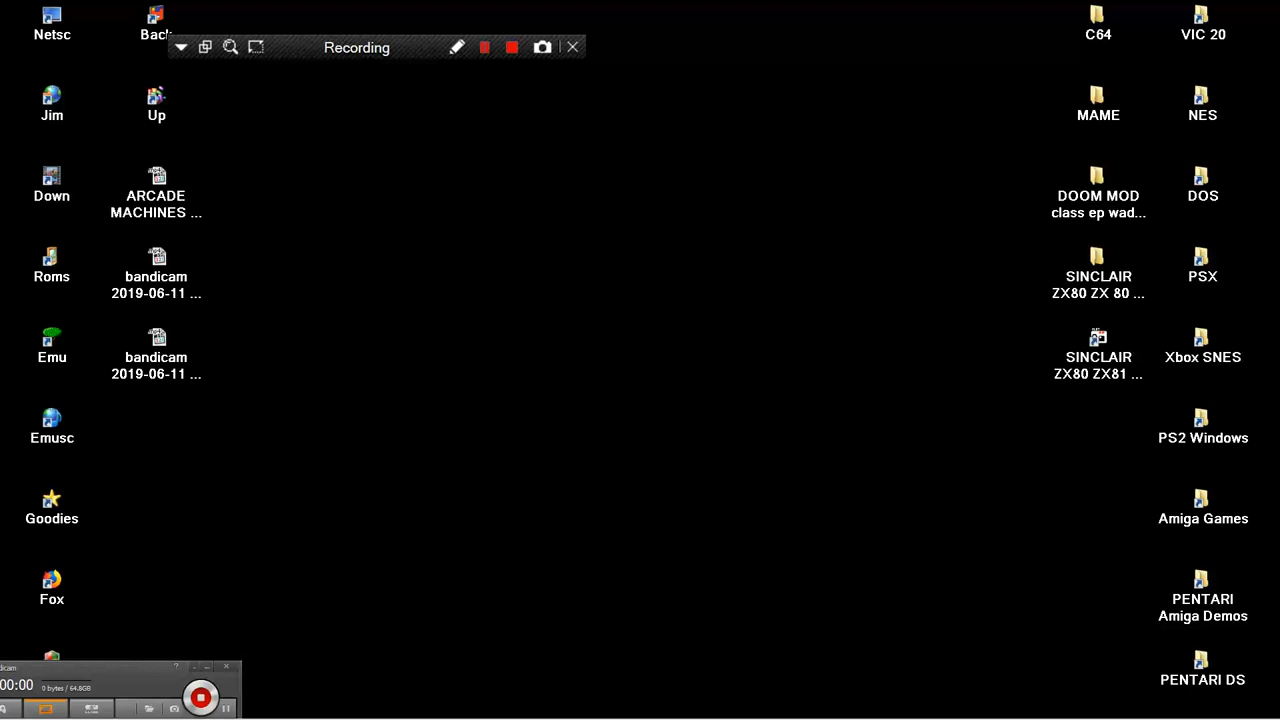 Netsc
Back
Recording
C64
VIC 20
Jim
Up
MAME
NES
Down
ARCADE
MACHINES ...
DOOM MOD
class ep wad...
DOS
Roms
bandicam
2019-06-11 ...
SINCLAIR
ZX80 ZX 80 ...
PSX
Emu
bandicam
2019-06-11 ...
SINCLAIR
ZX80 ZX81 ...
Xbox SNES
Emusc
PS2 Windows
Goodies
Amiga Games
Fox
PENTARI
Amiga Demos
dicam
00:00
0 bytes / 64.8GB
PENTARI DS